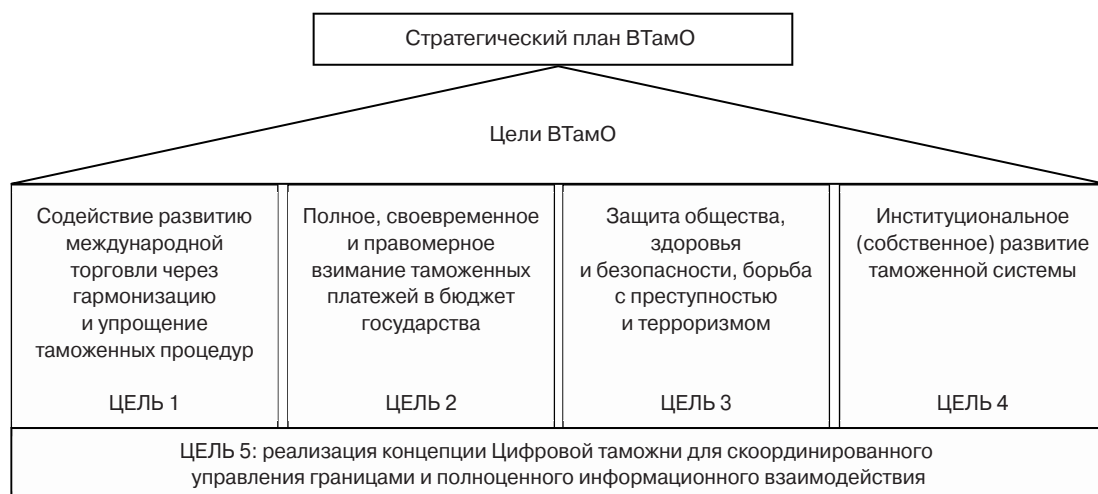 Стратегический план ВТамО
Цели ВТамО
Содействие развитию
международной
торговли через
гармонизацию
и упрощение
таможенных процедур
ЦЕЛЬ 1
Полное, своевременное
и правомерное
взимание таможенных
платежей в бюджет
государства
ЦЕЛЬ 2
Защита общества,
здоровья
и безопасности, борьба
с преступностью
и терроризмом
ЦЕЛЬ 3
Институциональное
(собственное) развитие
таможенной системы
ЦЕЛЬ 4
ЦЕЛЬ 5: реализация концепции Цифровой таможни для скоординированного
управления границами и полноценного информационного взаимодействия